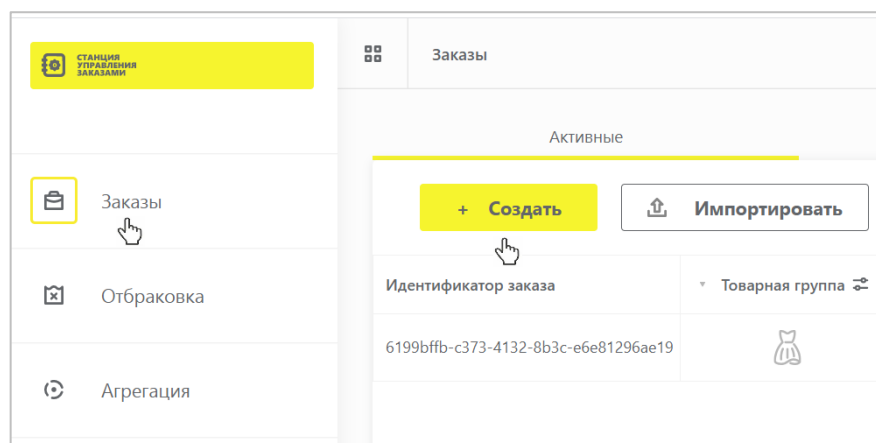 СТАНЦИЯ
УПРАВЛЕНИЯ
ЗАКАЗАМИ
Заказы
Активные
Заказы
+ Создать
Импортировать
Идентификатор заказа
Товарная группа
Отбраковка
6199bffb-c373-4132-8b3c-e6e81296ae19
Агрегация